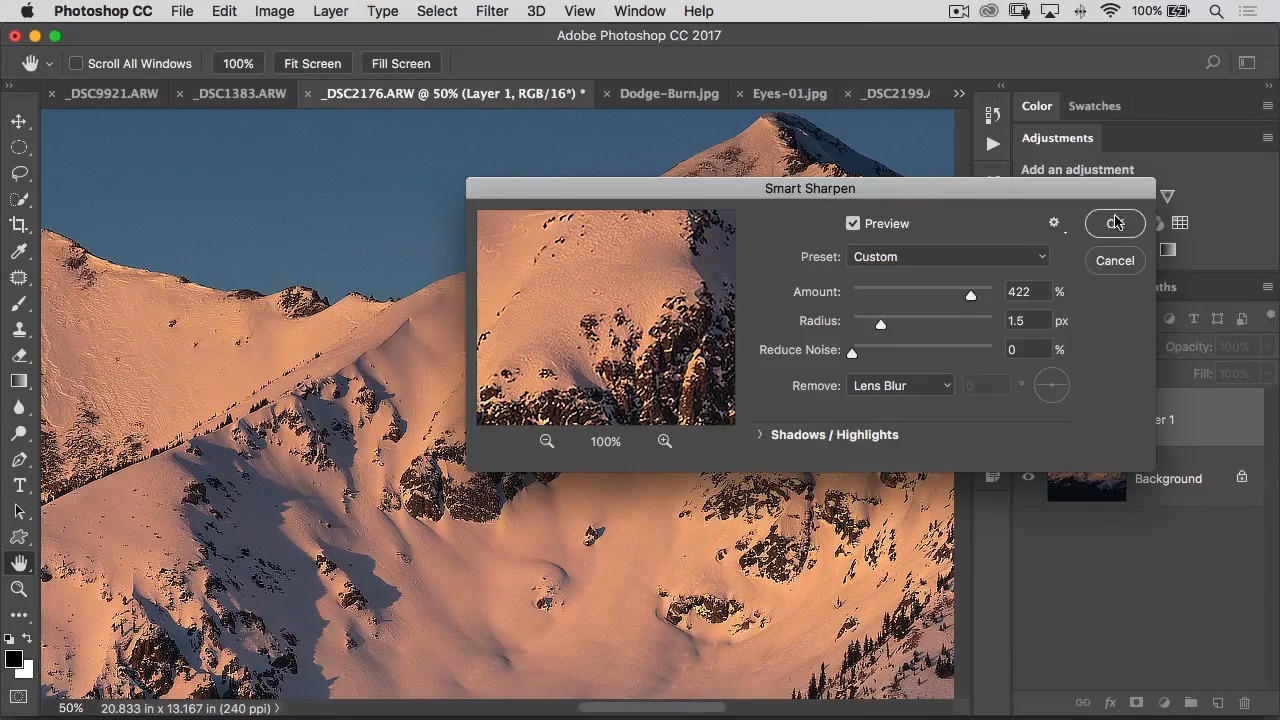 Photoshop CC File Edit Image Layer Type Select Filter 3D View Window Help 100%
Adobe Photoshop CC 2017
Scroll All Windows 100% Fit Screen Fill Screen
_DSC9921.ARW _DSC1383.ARW _DSC2176.ARW @ 50% (Layer 1, RGB/16*) * Dodge-Burn.jpg Eyes-01.jpg _DSC2199.
Color Swatches
Adjustments
Add an adjustment
Smart Sharpen
Preview
Preset: Custom
Cancel
Amount: 422 %
Radius: 1.5 px
Reduce Noise: 0 %
Remove: Lens Blur 0 °
Shadows / Highlights
100%
Opacity: 100%
Fill: 100%
Background
50% 20.833 in x 13.167 in (240 ppi)